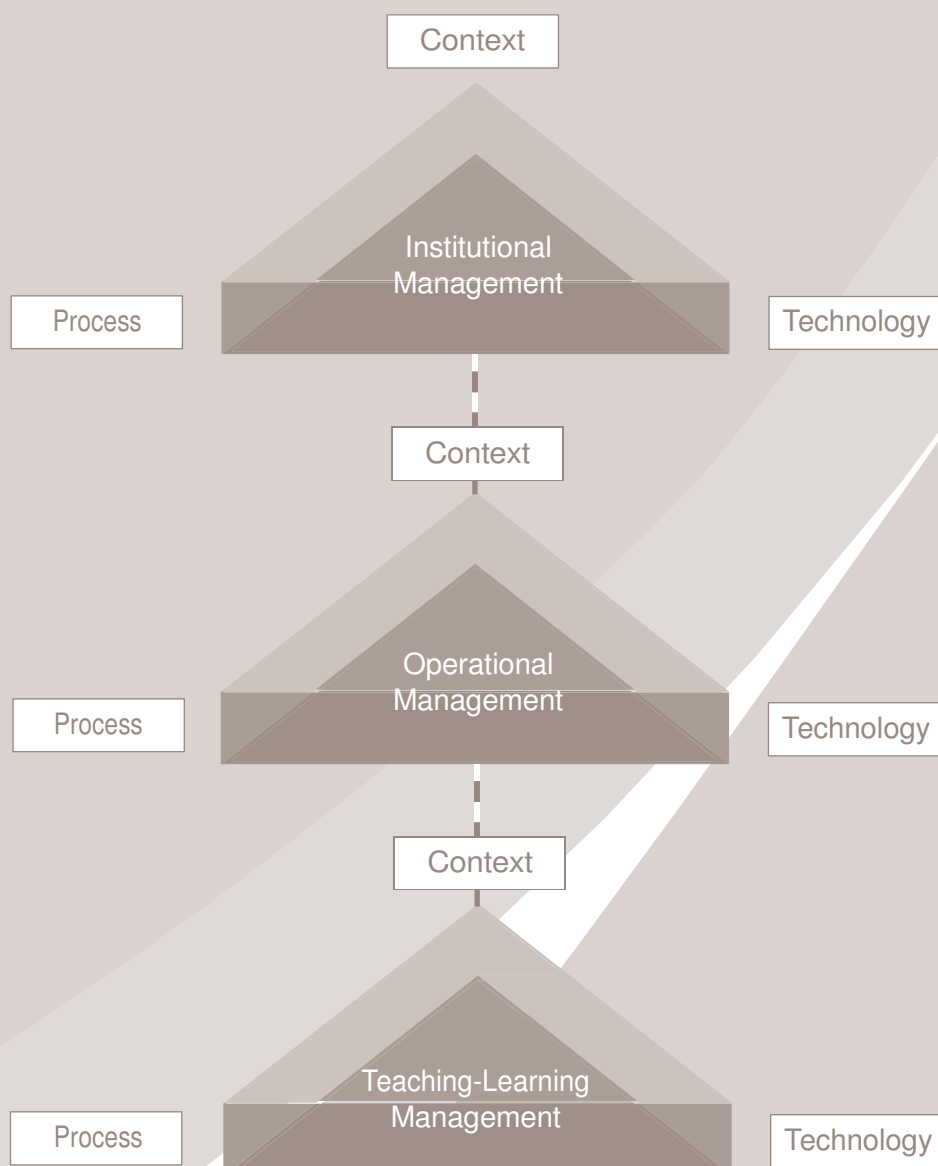 Context
Institutional
Management
Process
Technology
Context
Operational
Management
Process
Technology
Context
Teaching-Learning
Management
Process
Technology